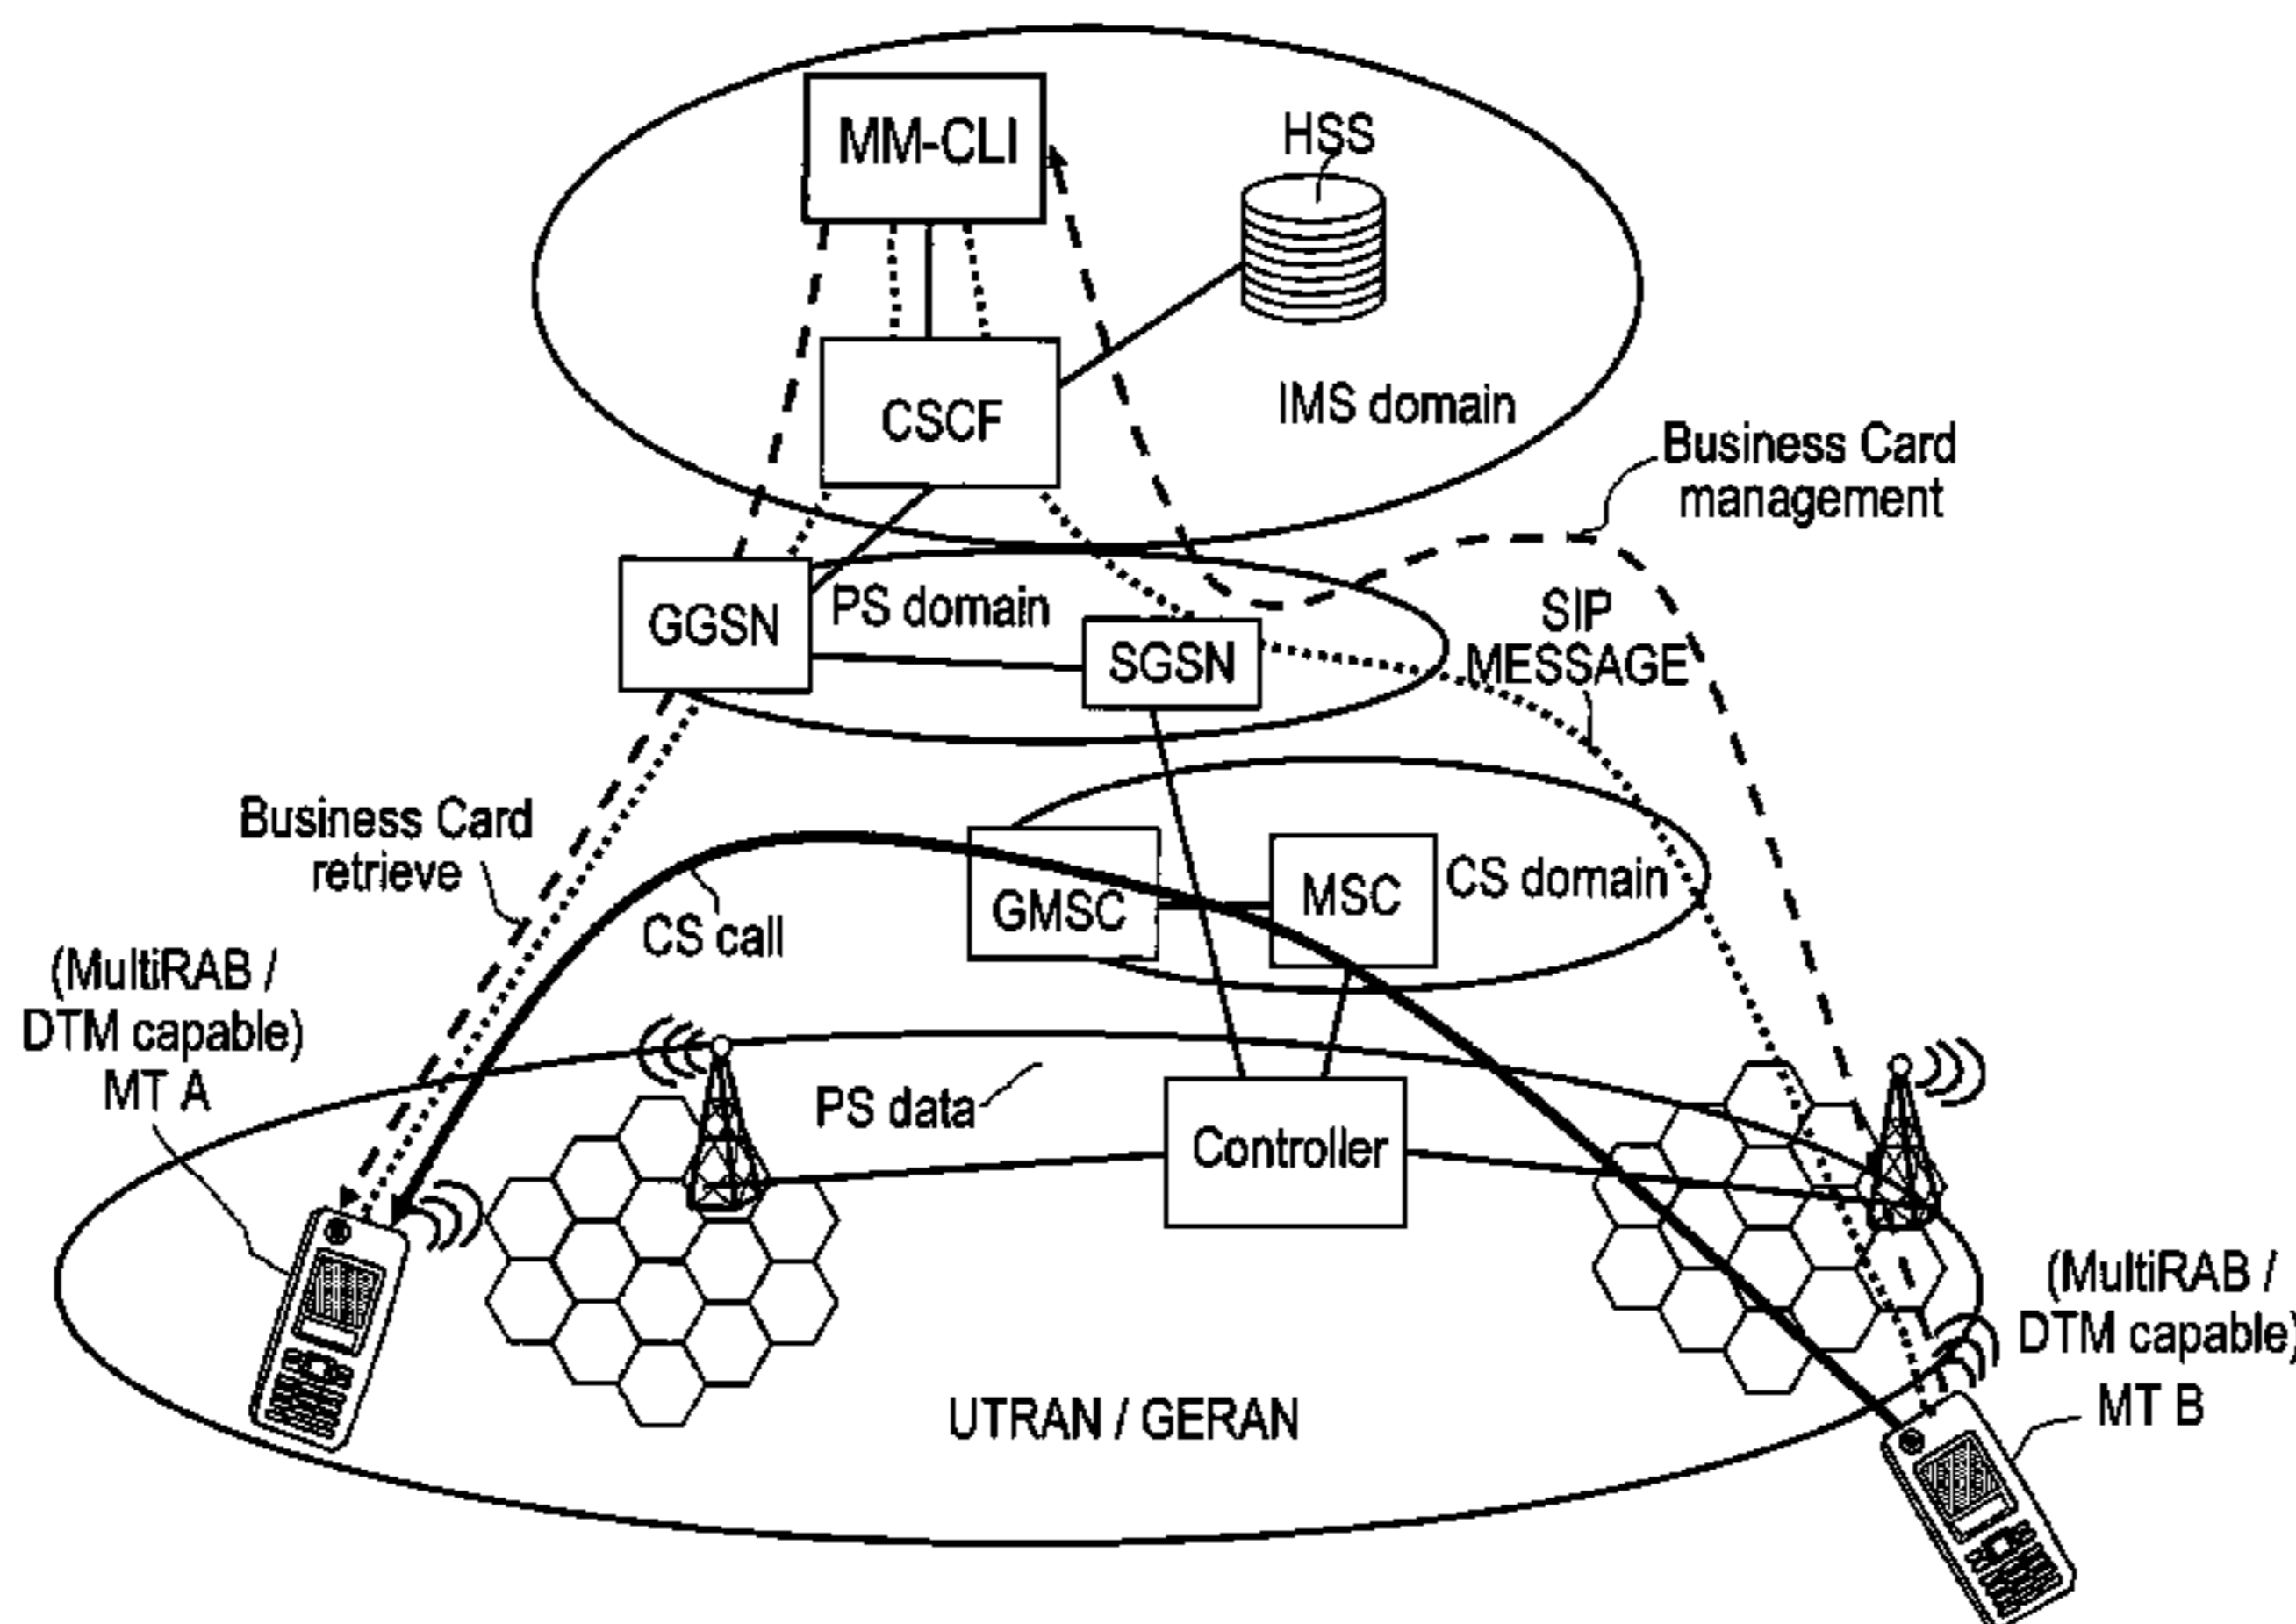 MM-CLI
HSS
CSCF
IMS domain
Business Card
management
GGSN
PS domain
SGSN
SIP
MESSAGE
Business Card
retrieve
CS call
GMSC
MSC
CS domain
(MultiRAB /
DTM capable)
MT A
PS data
Controller
UTRAN / GERAN
(MultiRAB /
DTM capable)
MT B